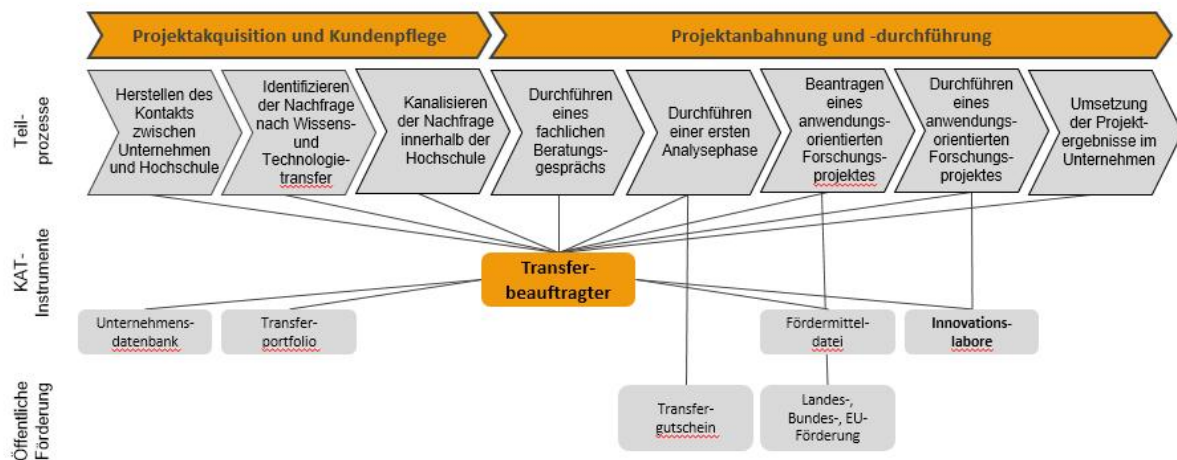 Projektakquisition und Kundenpflege
Projektanbahnung und -durchführung
Teil-
prozesse
Herstellen des
Kontakts
zwischen
Unternehmen
und Hochschule
Identifizieren
der Nachfrage
nach Wissens-
und
Technologie-
transfer
Kanalisieren
der Nachfrage
innerhalb der
Hochschule
Durchführen
eines
fachlichen
Beratungs-
gesprächs
Durchführen
einer ersten
Analysephase
Beantragen
eines
anwendungs-
orientierten
Forschungs-
projektes
Durchführen
eines
anwendungs-
orientierten
Forschungs-
projektes
Umsetzung
der Projekt-
ergebnisse im
Unternehmen
KAT-
Instrumente
Transfer-
beauftragter
Unternehmens-
datenbank
Transfer-
portfolio
Fördermittel-
datei
Innovations-
labore
Öffentliche
Förderung
Transfer-
gutschein
Landes-,
Bundes-, EU-
Förderung